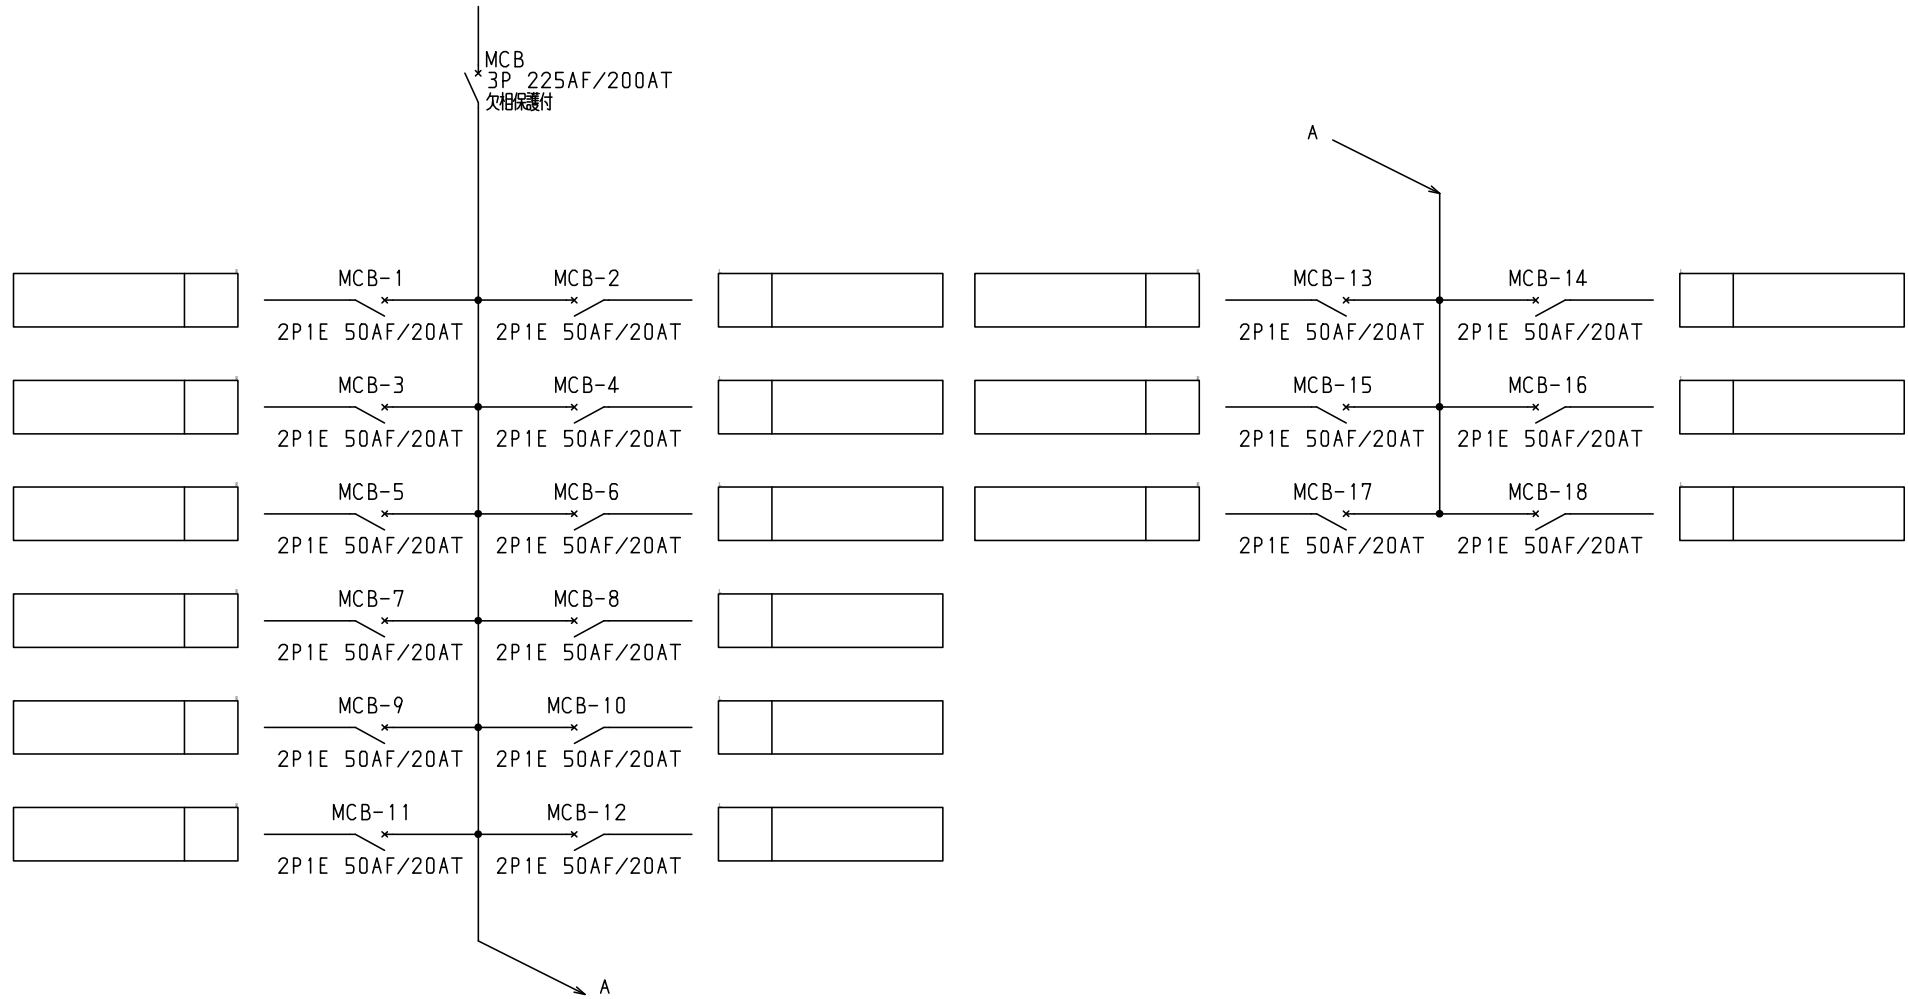 MCB
3P 225AF/200AT
欠相保護付
MCB-1
2P1E 50AF/20AT
MCB-2
2P1E 50AF/20AT
MCB-3
2P1E 50AF/20AT
MCB-4
2P1E 50AF/20AT
MCB-5
2P1E 50AF/20AT
MCB-6
2P1E 50AF/20AT
MCB-7
2P1E 50AF/20AT
MCB-8
2P1E 50AF/20AT
MCB-9
2P1E 50AF/20AT
MCB-10
2P1E 50AF/20AT
MCB-11
2P1E 50AF/20AT
MCB-12
2P1E 50AF/20AT
A
A
MCB-13
2P1E 50AF/20AT
MCB-14
2P1E 50AF/20AT
MCB-15
2P1E 50AF/20AT
MCB-16
2P1E 50AF/20AT
MCB-17
2P1E 50AF/20AT
MCB-18
2P1E 50AF/20AT